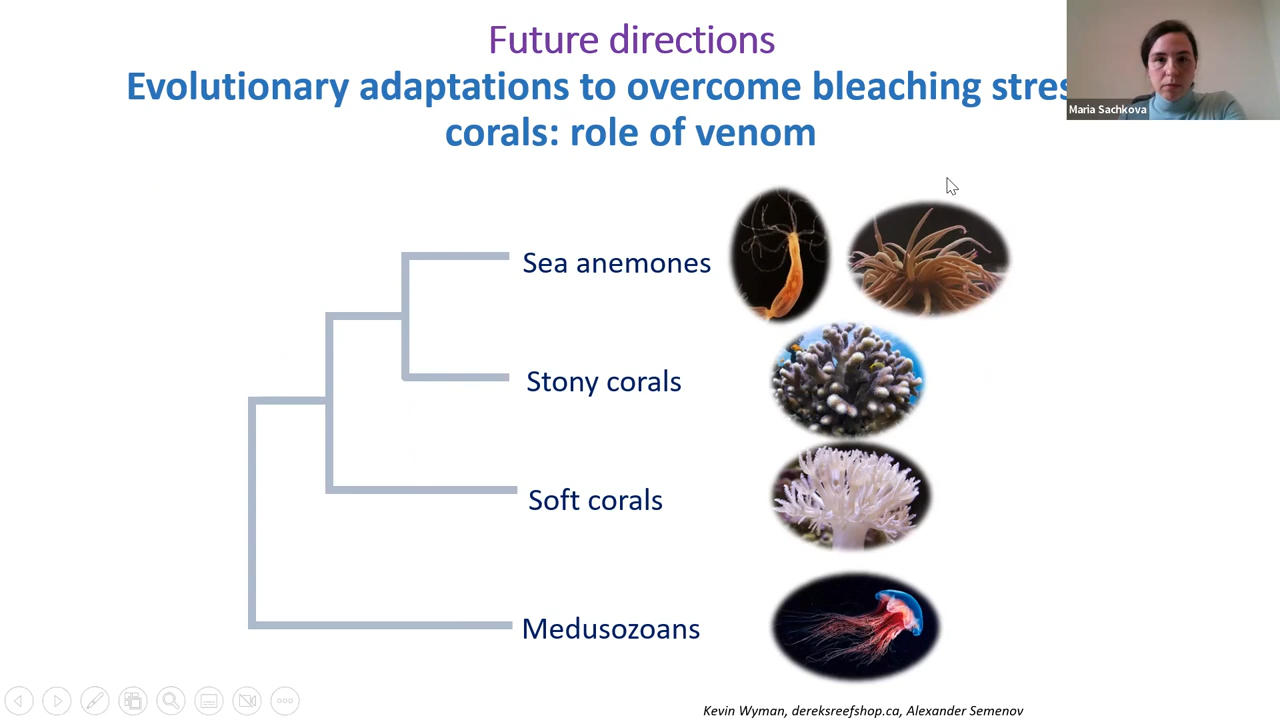 Future directions
Evolutionary adaptations to overcome bleaching
corals: role of venom
Maria Sachkova
Sea anemones
Stony corals
Soft corals
Medusozoans
Kevin Wyman, dereksreefshop.ca, Alexander Semenov